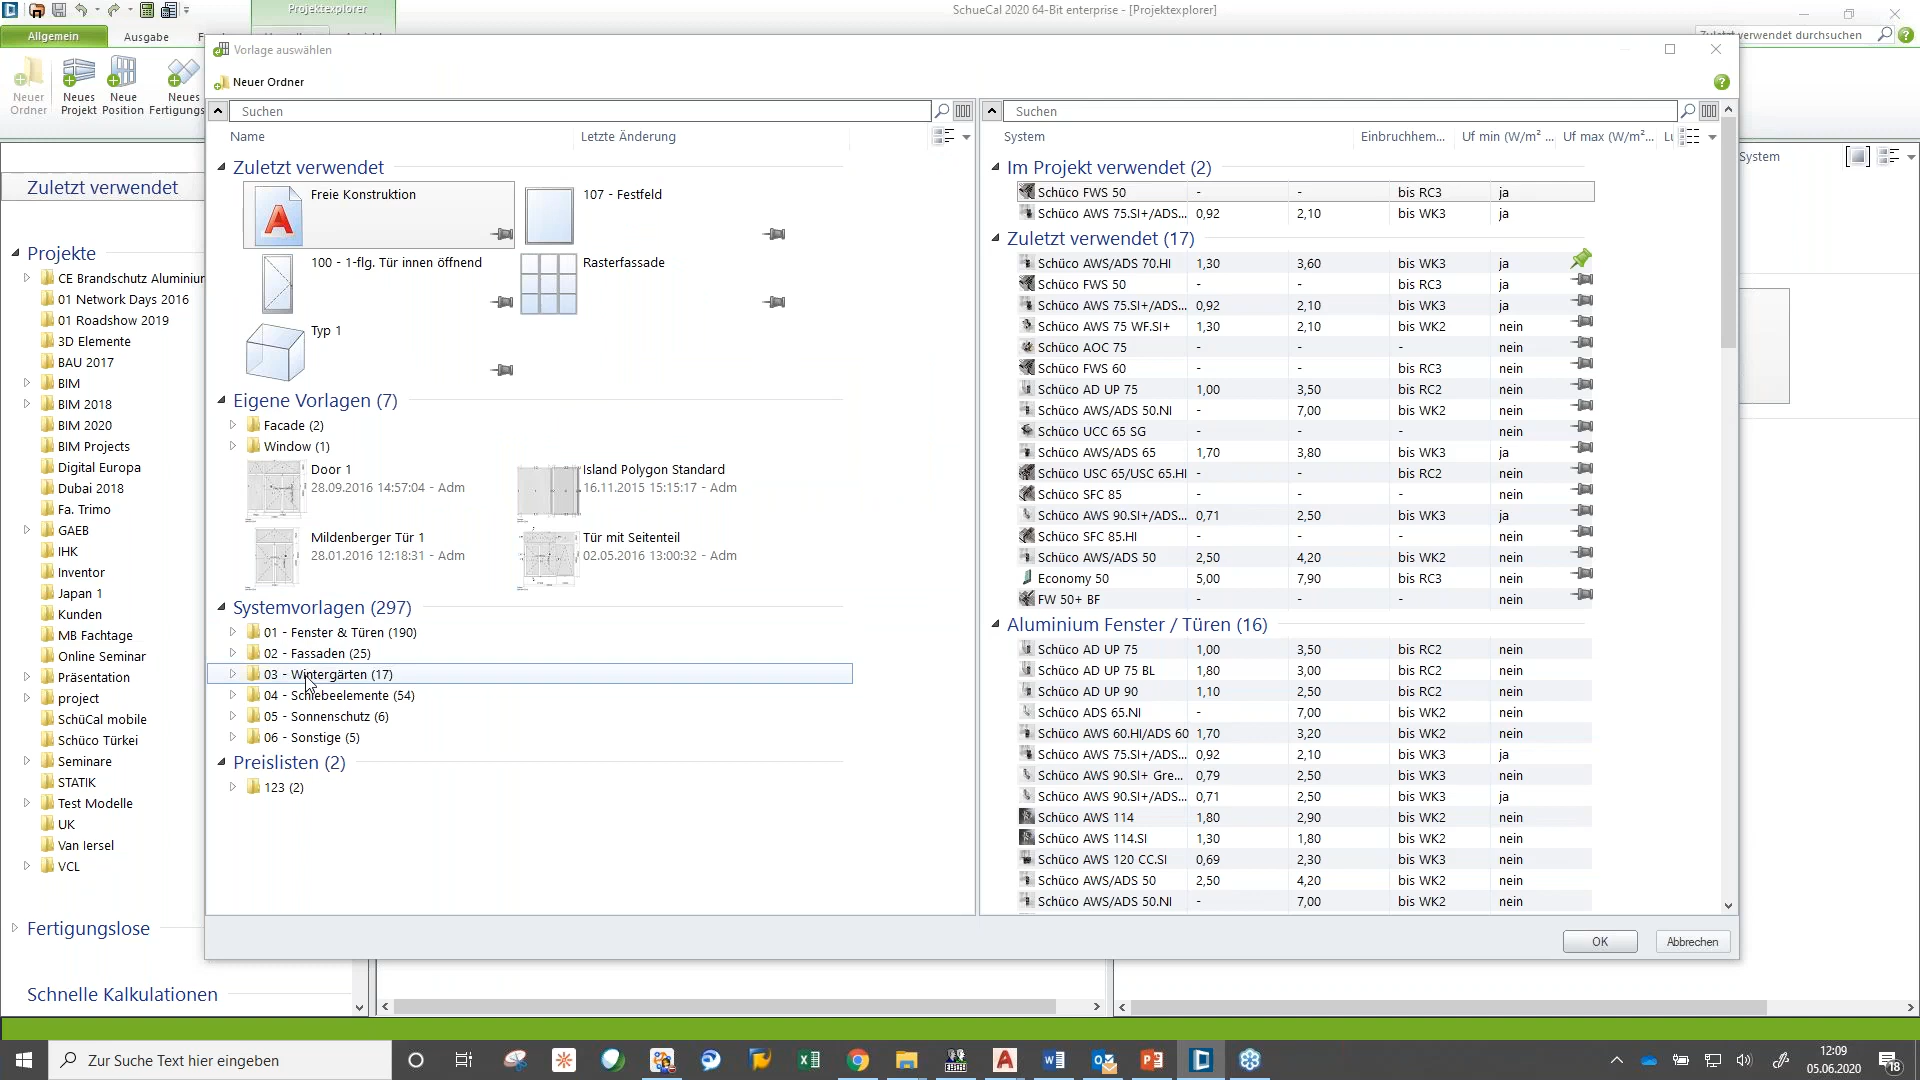 Projektexplorer
SchueCal 2020 64-Bit enterprise - [Projektexplorer]
Allgemein
Ausgabe
Zuletzt verwendet durchsuchen
Neuer Ordner
Neues Projekt
Neue Position
Neues Fertigungs
Zuletzt verwendet
Projekte
CE Brandschutz Aluminiur
01 Network Days 2016
01 Roadshow 2019
3D Elemente
BAU 2017
BIM
BIM 2018
BIM 2020
BIM Projects
Digital Europa
Dubai 2018
Fa. Trimo
GAEB
IHK
Inventor
Japan 1
Kunden
MB Fachtage
Online Seminar
Präsentation
project
SchüCal mobile
Schüco Türkei
Seminare
STATIK
Test Modelle
UK
Van Iersel
VCL
Fertigungslose
Schnelle Kalkulationen
Vorlage auswählen
Neuer Ordner
Suchen
Name Letzte Änderung
Zuletzt verwendet
Freie Konstruktion
107 - Festfeld
100 - 1-flg. Tür innen öffnend
Rasterfassade
Typ 1
Eigene Vorlagen (7)
Facade (2)
Window (1)
Door 1
28.09.2016 14:57:04 - Adm
Island Polygon Standard
16.11.2015 15:15:17 - Adm
Mildenberger Tür 1
28.01.2016 12:18:31 - Adm
Tür mit Seitenteil
02.05.2016 13:00:32 - Adm
Systemvorlagen (297)
01 - Fenster & Türen (190)
02 - Fassaden (25)
03 - Wintergärten (17)
04 - Schiebeelemente (54)
05 - Sonnenschutz (6)
06 - Sonstige (5)
Preislisten (2)
123 (2)
Suchen
System Einbruchhem... Uf min (W/m² ... Uf max (W/m²...
Im Projekt verwendet (2)
Schüco FWS 50 - - bis RC3 ja
Schüco AWS 75.SI+/ADS... 0,92 2,10 bis WK3 ja
Zuletzt verwendet (17)
Schüco AWS/ADS 70.HI 1,30 3,60 bis WK3 ja
Schüco FWS 50 - - bis RC3 ja
Schüco AWS 75.SI+/ADS... 0,92 2,10 bis WK3 ja
Schüco AWS 75 WF.SI+ 1,30 2,10 bis WK2 nein
Schüco AOC 75 - - - nein
Schüco FWS 60 - - bis RC3 nein
Schüco AD UP 75 1,00 3,50 bis RC2 nein
Schüco AWS/ADS 50.NI - 7,00 bis WK2 nein
Schüco UCC 65 SG - - - nein
Schüco AWS/ADS 65 1,70 3,80 bis WK3 ja
Schüco USC 65/USC 65.HI - - bis RC2 nein
Schüco SFC 85 - - - nein
Schüco AWS 90.SI+/ADS... 0,71 2,50 bis WK3 ja
Schüco SFC 85.HI - - - nein
Schüco AWS/ADS 50 2,50 4,20 bis WK2 nein
Economy 50 5,00 7,90 bis RC3 nein
FW 50+ BF - - - nein
Aluminium Fenster / Türen (16)
Schüco AD UP 75 1,00 3,50 bis RC2 nein
Schüco AD UP 75 BL 1,80 3,00 bis RC2 nein
Schüco AD UP 90 1,10 2,50 bis RC2 nein
Schüco ADS 65.NI - 7,00 bis WK2 nein
Schüco AWS 60.HI/ADS 60 1,70 3,20 bis WK2 nein
Schüco AWS 75.SI+/ADS... 0,92 2,10 bis WK3 ja
Schüco AWS 90.SI+ Gre... 0,79 2,50 bis WK3 nein
Schüco AWS 90.SI+/ADS... 0,71 2,50 bis WK3 ja
Schüco AWS 114 1,80 2,90 bis WK2 nein
Schüco AWS 114.SI 1,30 1,80 bis WK2 nein
Schüco AWS 120 CC.SI 0,69 2,30 bis WK3 nein
Schüco AWS/ADS 50 2,50 4,20 bis WK2 nein
Schüco AWS/ADS 50.NI - 7,00 bis WK2 nein
OK
Abbrechen
System
Zur Suche Text hier eingeben
12:09
05.06.2020
18